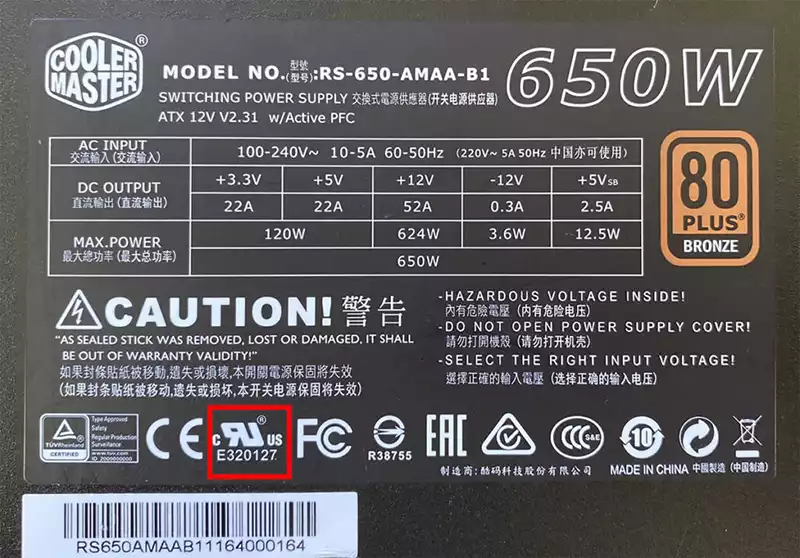 COOLER MASTER ®
MODEL NO. 型號 (型号) :RS-650-AMAA-B1
650W
SWITCHING POWER SUPPLY 交換式電源供應器(开关电源供应器)
ATX 12V V2.31 w/Active PFC
AC INPUT 交流輸入 (交流输入) 100-240V~ 10-5A 60-50Hz (220V~ 5A 50Hz 中国亦可使用)
DC OUTPUT 直流輸出 (直流输出) +3.3V +5V +12V -12V +5VSB
22A 22A 52A 0.3A 2.5A
MAX.POWER 最大總功率 (最大总功率) 120W 624W 3.6W 12.5W
650W
80
PLUS®
BRONZE
CAUTION! 警告
"AS SEALED STICK WAS REMOVED, LOST OR DAMAGED, IT SHALL
BE OUT OF WARRANTY VALIDITY!"
如果封條貼紙被移動,遺失或損壞,本開關電源保固將失效
(如果封条贴纸被移动,遗失或损坏,本开关电源保固将失效)
-HAZARDOUS VOLTAGE INSIDE!
內有危險電壓 (内有危险电压)
-DO NOT OPEN POWER SUPPLY COVER!
請勿打開機殼 (请勿打开机壳)
-SELECT THE RIGHT INPUT VOLTAGE!
選擇正確的輸入電壓 (选择正确的输入电压)
TÜVRheinland
CERTIFIED
Type Approved
Safety
Regular Production
Surveillance
www.tuv.com
ID 2000000000
CE
c RU ® US
E320127
FC
R38755
EAC
CCC S&E
10
製造商:酷码科技股份有限公司
MADE IN CHINA
中國製造
(中国制造)
RS650AMAAB11164000164